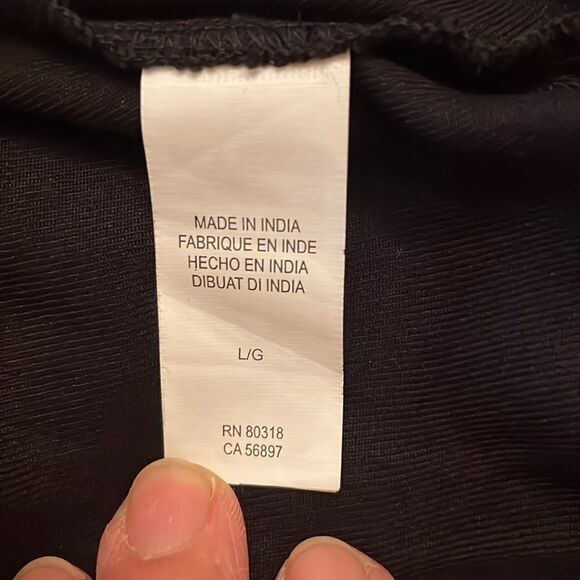 MADE IN INDIA
FABRIQUE EN INDE
HECHO EN INDIA
DIBUAT DI INDIA
L/G
RN 80318
CA 56897